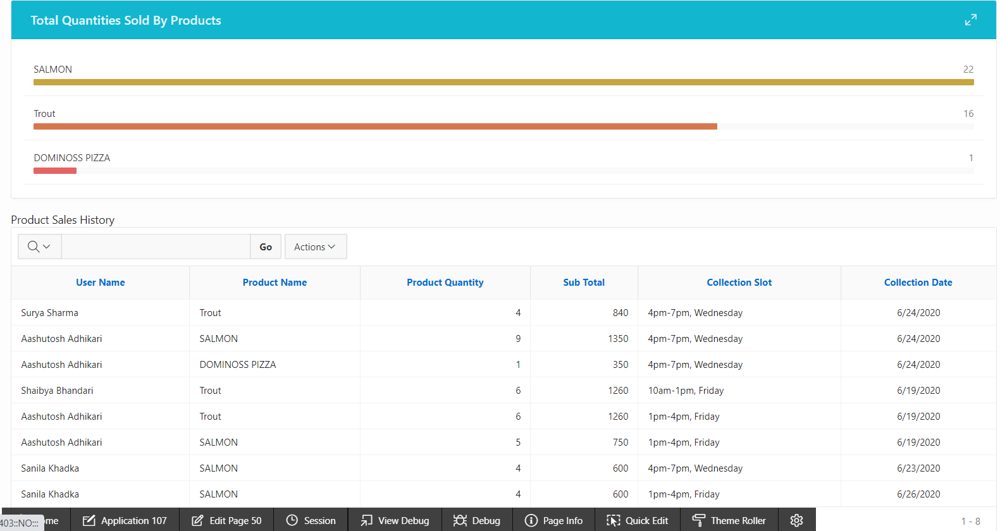 Total Quantities Sold By Products
SALMON 22
Trout 16
DOMINOSS PIZZA 1
Product Sales History
Go Actions
User Name Product Name Product Quantity Sub Total Collection Slot Collection Date
Surya Sharma Trout 4 840 4pm-7pm, Wednesday 6/24/2020
Aashutosh Adhikari SALMON 9 1350 4pm-7pm, Wednesday 6/24/2020
Aashutosh Adhikari DOMINOSS PIZZA 1 350 4pm-7pm, Wednesday 6/24/2020
Shaibya Bhandari Trout 6 1260 10am-1pm, Friday 6/19/2020
Aashutosh Adhikari Trout 6 1260 1pm-4pm, Friday 6/19/2020
Aashutosh Adhikari SALMON 5 750 1pm-4pm, Friday 6/19/2020
Sanila Khadka SALMON 4 600 4pm-7pm, Wednesday 6/23/2020
Sanila Khadka SALMON 4 600 1pm-4pm, Friday 6/26/2020
403::NO::: Application 107 Edit Page 50 Session View Debug Debug Page Info Quick Edit Theme Roller 1 - 8